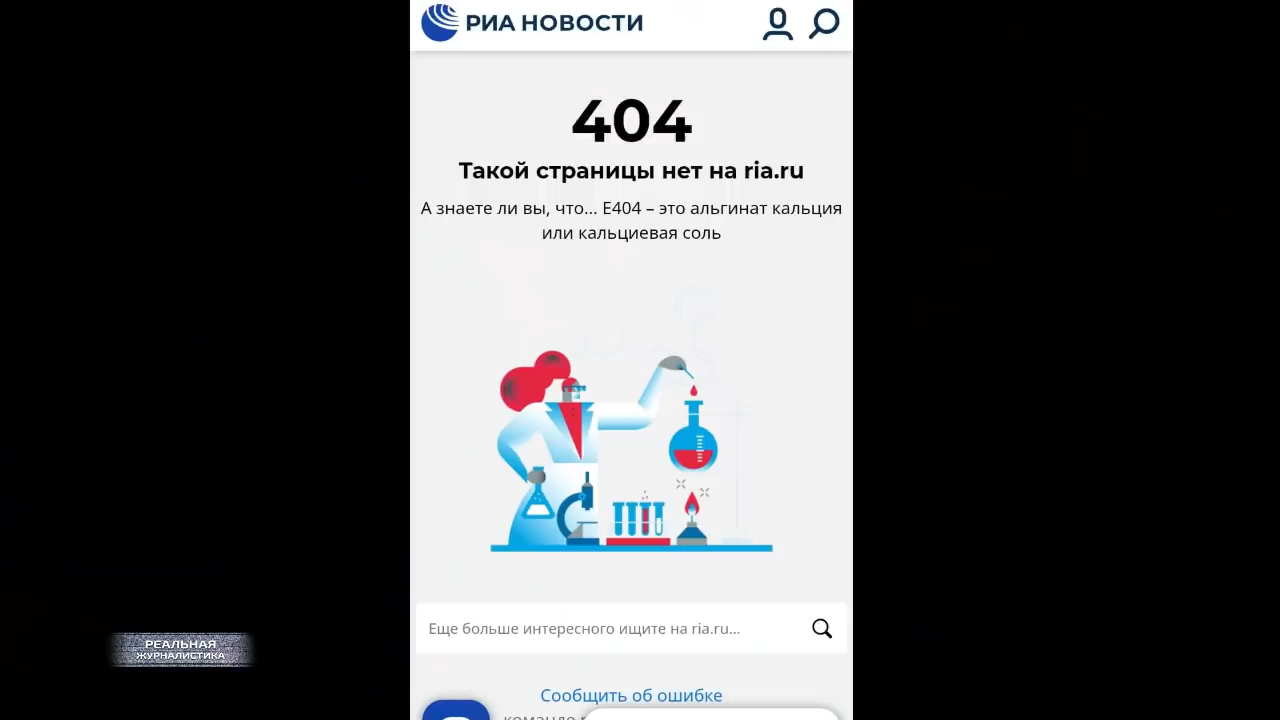 РИА НОВОСТИ
404
Такой страницы нет на ria.ru
А знаете ли вы, что... E404 – это альгинат кальция
или кальциевая соль
Еще больше интересного ищите на ria.ru...
РЕАЛЬНАЯ
ЖУРНАЛИСТИКА
Сообщить об ошибке